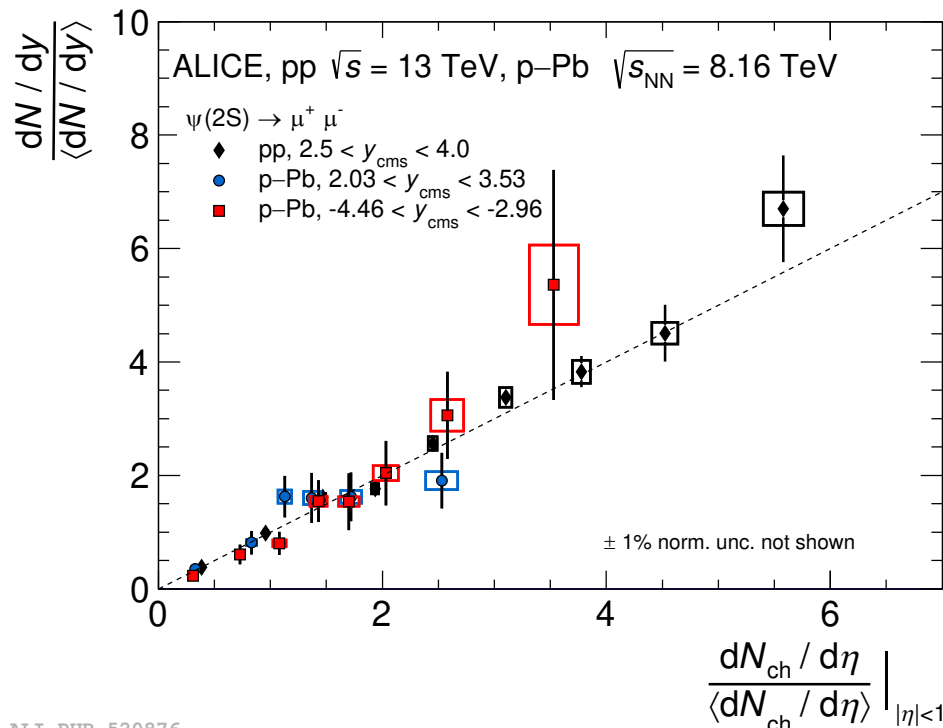 dN / dy
⟨dN / dy⟩
10
8
6
4
2
0
ALICE, pp √s = 13 TeV, p–Pb √sNN = 8.16 TeV
ψ(2S) → μ+ μ-
pp, 2.5 < ycms < 4.0
p–Pb, 2.03 < ycms < 3.53
p–Pb, -4.46 < ycms < -2.96
± 1% norm. unc. not shown
0 2 4 6
dNch / dη
⟨dNch / dη⟩ | |η|<1